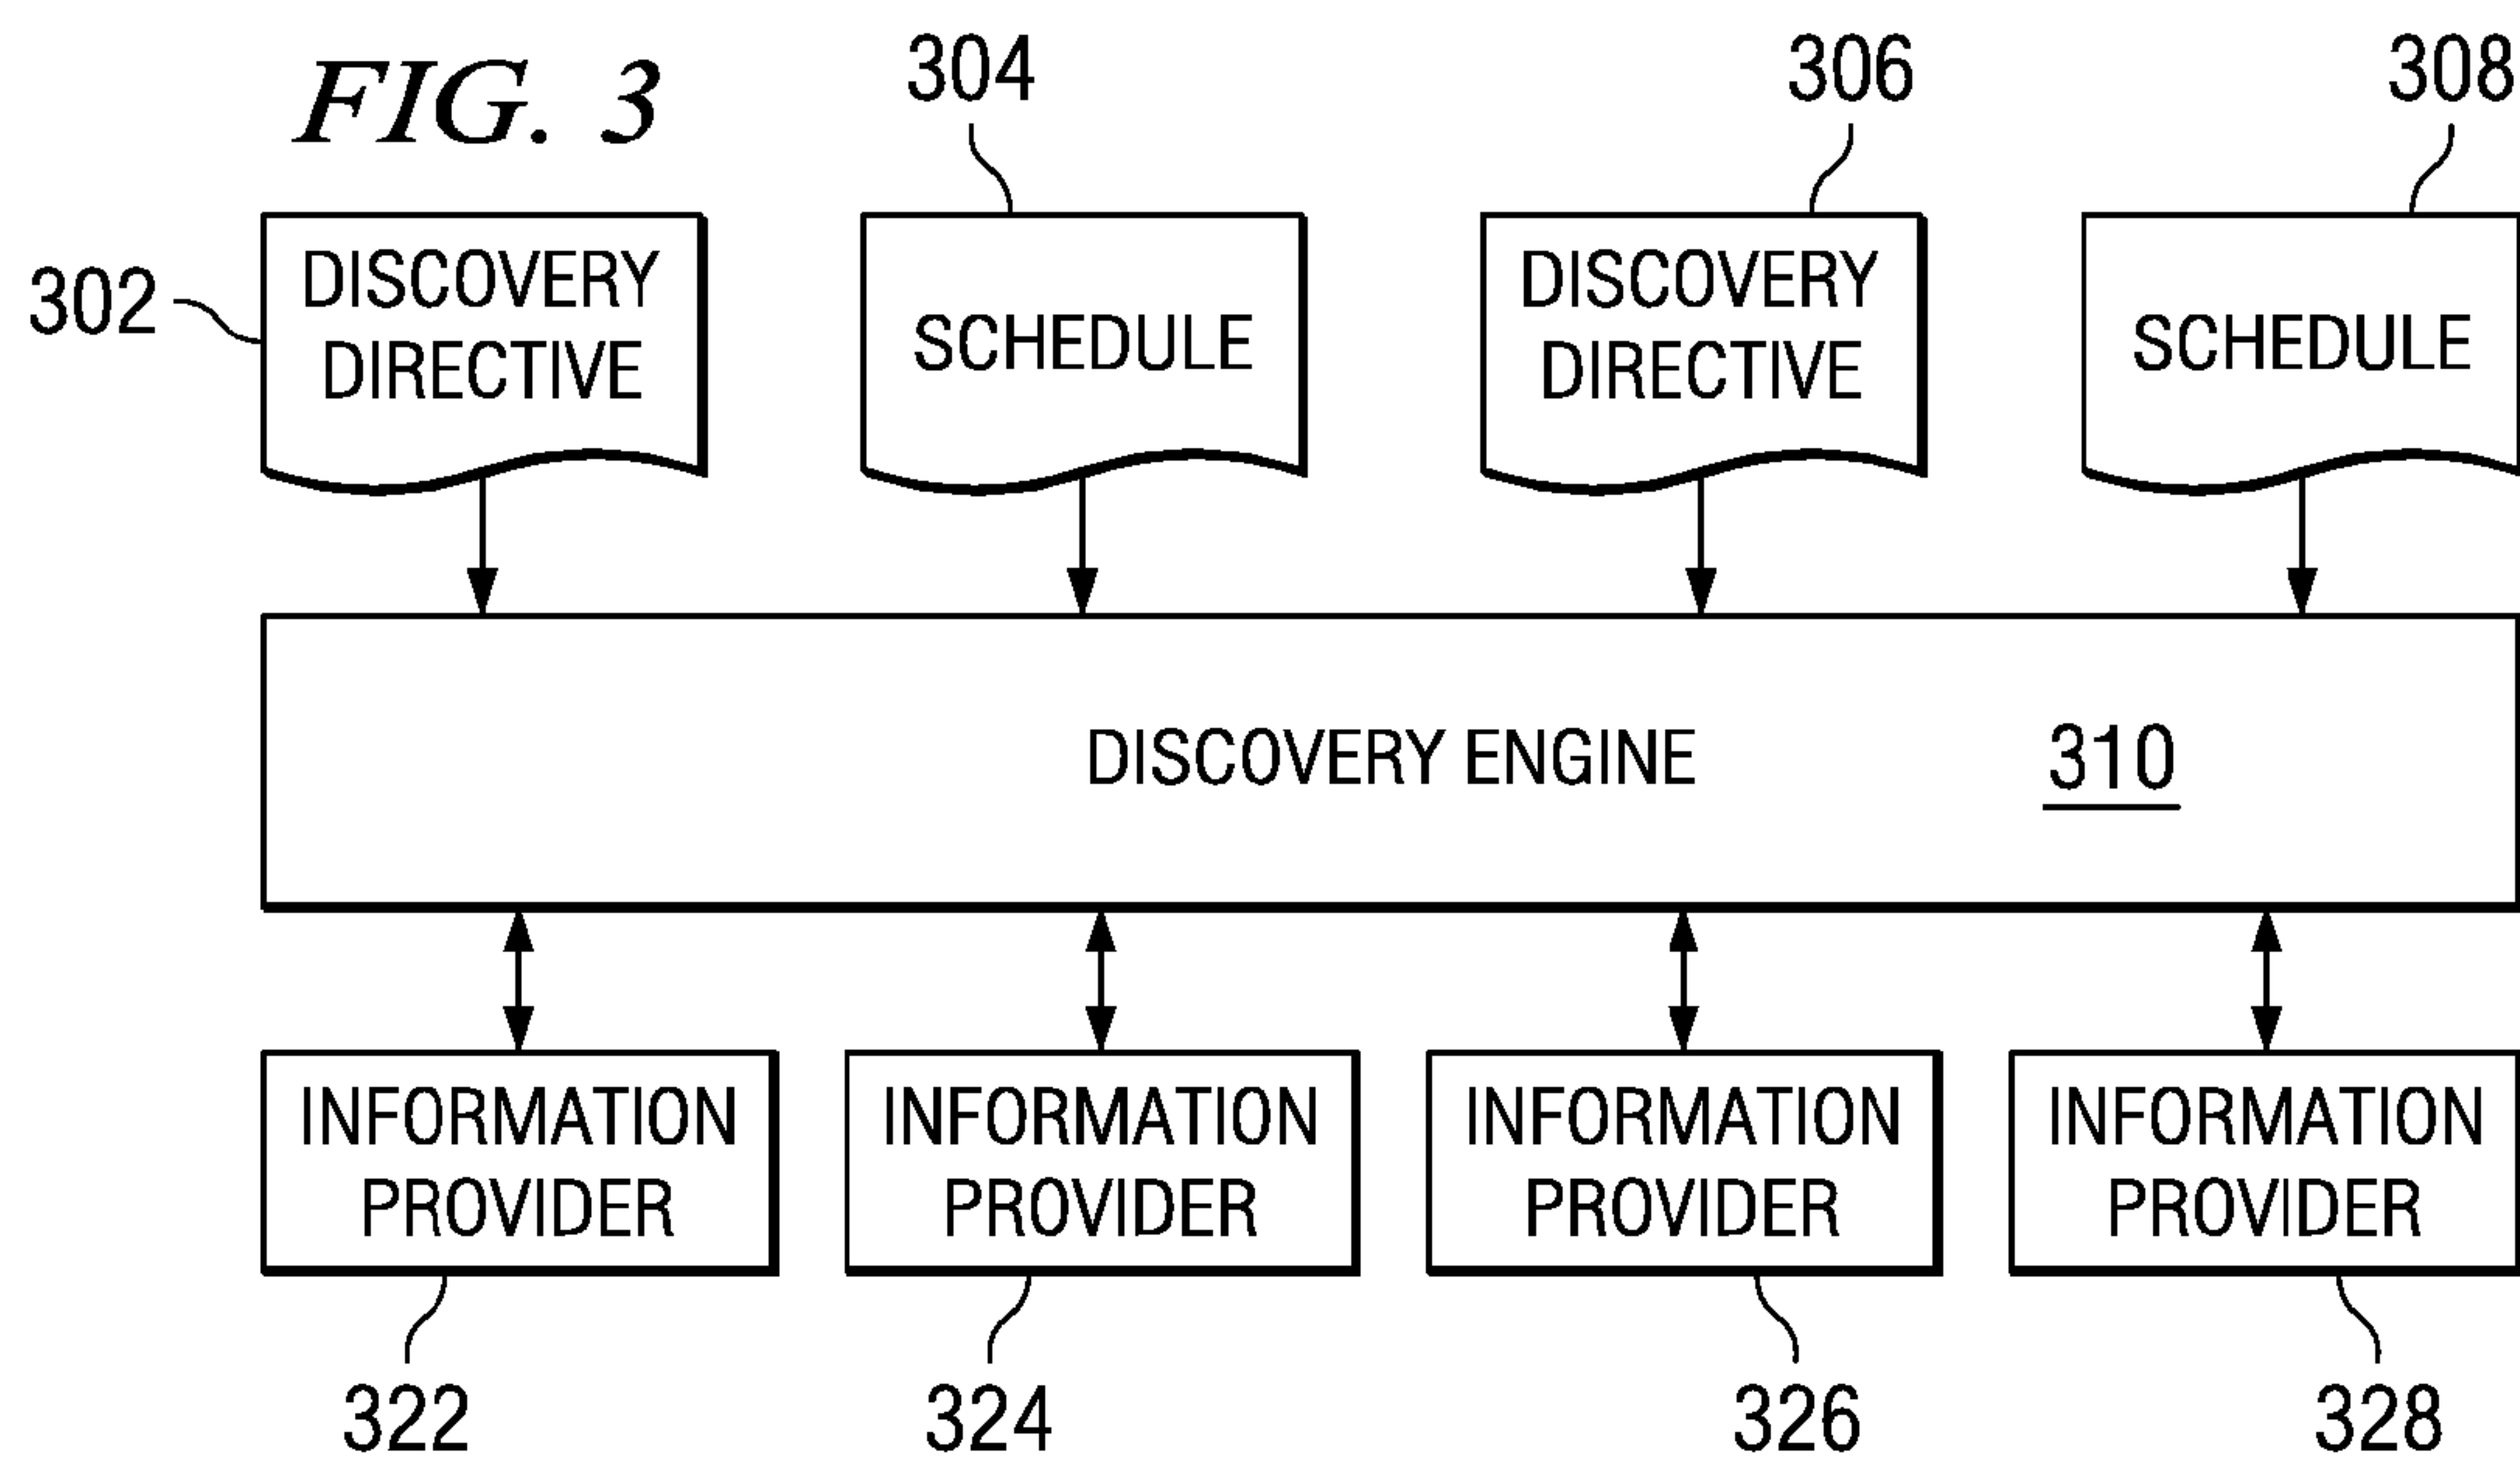 FIG. 3
304
306
308
302
DISCOVERY
DIRECTIVE
SCHEDULE
DISCOVERY
DIRECTIVE
SCHEDULE
DISCOVERY ENGINE
310
INFORMATION
PROVIDER
INFORMATION
PROVIDER
INFORMATION
PROVIDER
INFORMATION
PROVIDER
322
324
326
328